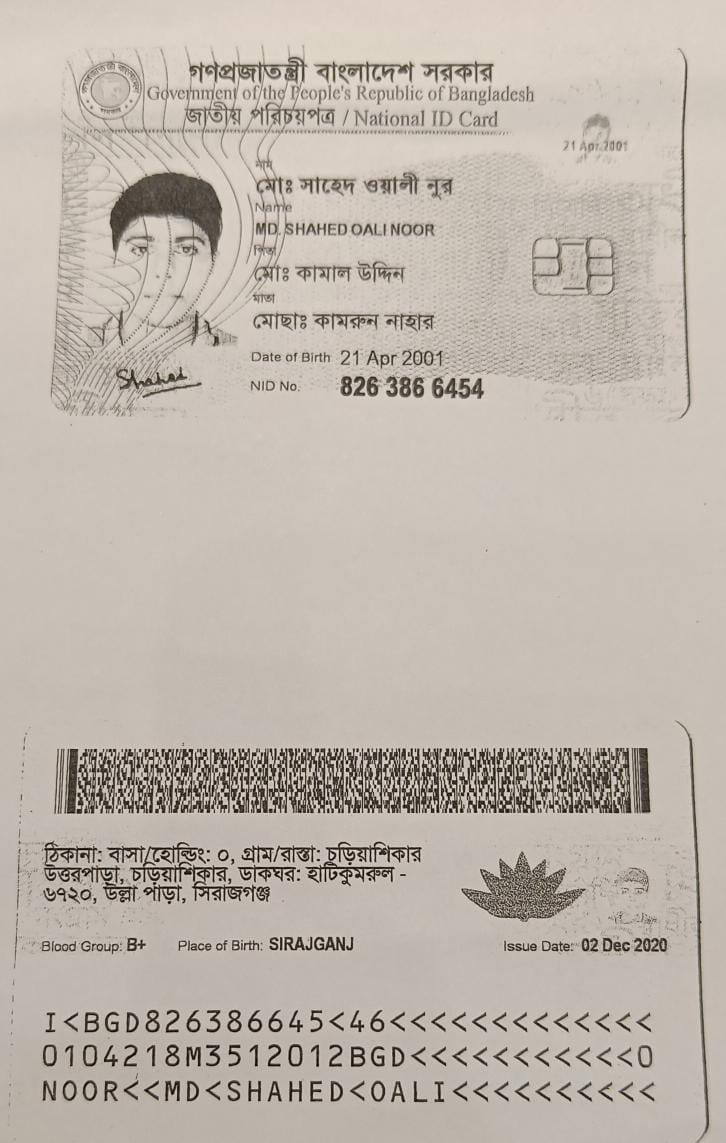 গণপ্রজাতন্ত্রী বাংলাদেশ সরকার
Government of the People's Republic of Bangladesh
জাতীয় পরিচয়পত্র / National ID Card
21 Apr 2001
নাম
মোঃ সাহেদ ওয়ালী নুর
Name
MD. SHAHED OALI NOOR
পিতা
মোঃ কামাল উদ্দিন
মাতা
মোছাঃ কামরুন নাহার
Date of Birth 21 Apr 2001
NID No. 826 386 6454
Shahed
ঠিকানা: বাসা/হোল্ডিং: ০, গ্রাম/রাস্তা: চড়িয়াশিকার
উত্তরপাড়া, চড়িয়াশিকার, ডাকঘর: হাটিকুমরুল -
৬৭২০, উল্লা পাড়া, সিরাজগঞ্জ
Blood Group: B+ Place of Birth: SIRAJGANJ Issue Date: 02 Dec 2020
I<BGD826386645<46<<<<<<<<<<<<<
0104218M3512012BGD<<<<<<<<<<<0
NOOR<<MD<SHAHED<OALI<<<<<<<<<<